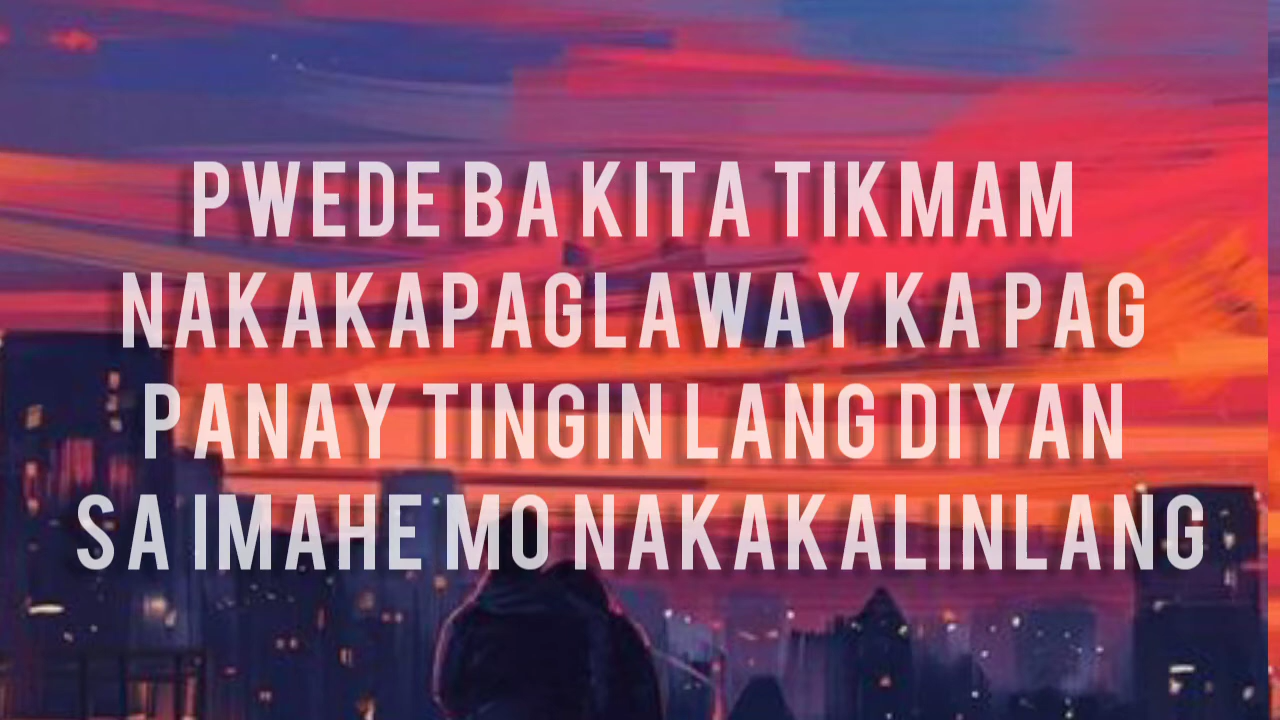 PWEDE BA KITA TIKMAM
NAKAKAPAGLAWAY KA PAG
PANAY TINGIN LANG DIYAN
SA IMAHE MO NAKAKALINLANG